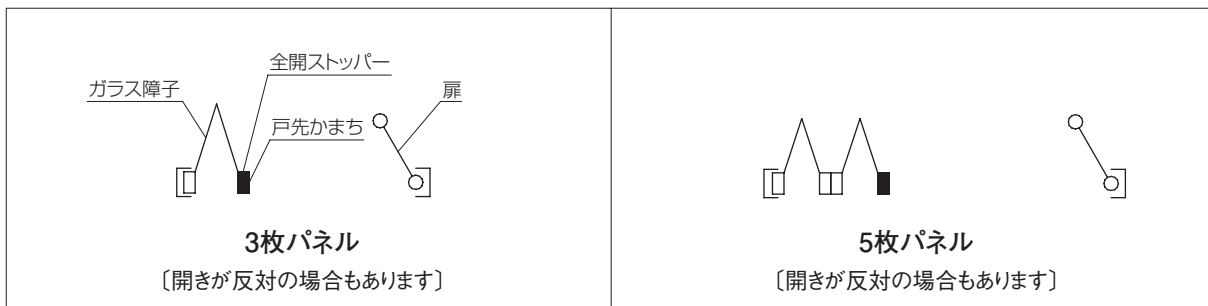 全開ストッパー
ガラス障子
扉
戸先かまち
3枚パネル
〔開きが反対の場合もあります〕
5枚パネル
〔開きが反対の場合もあります〕